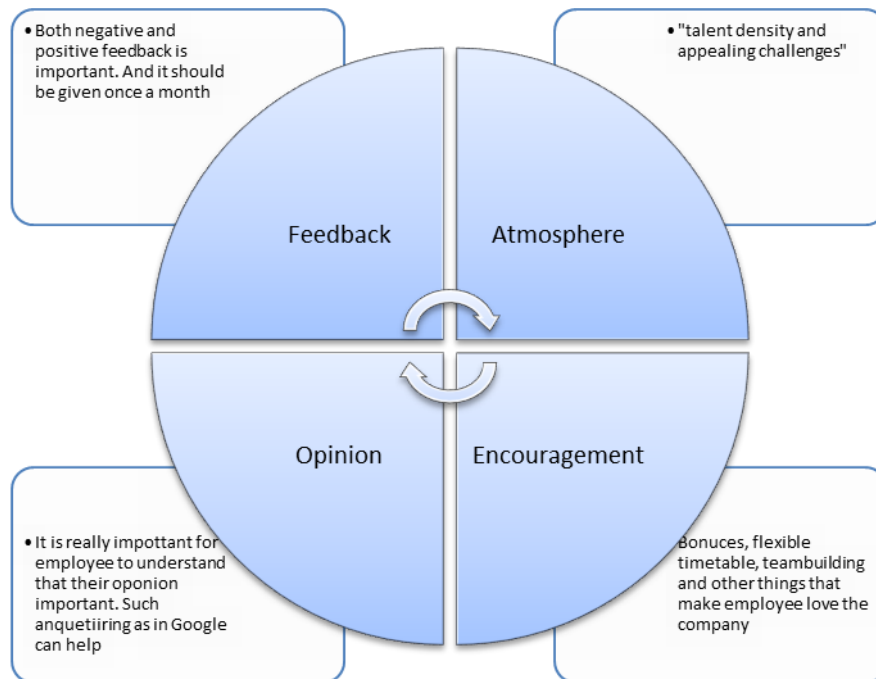 • Both negative and
positive feedback is
important. And it should
be given once a month
• "talent density and
appealing challenges"
Feedback
Atmosphere
Opinion
Encouragement
• It is really impottant for
employee to understand
that their oponion
important. Such
anquetiiring as in Google
can help
Bonuces, flexible
timetable, teambuilding
and other things that
make employee love the
company